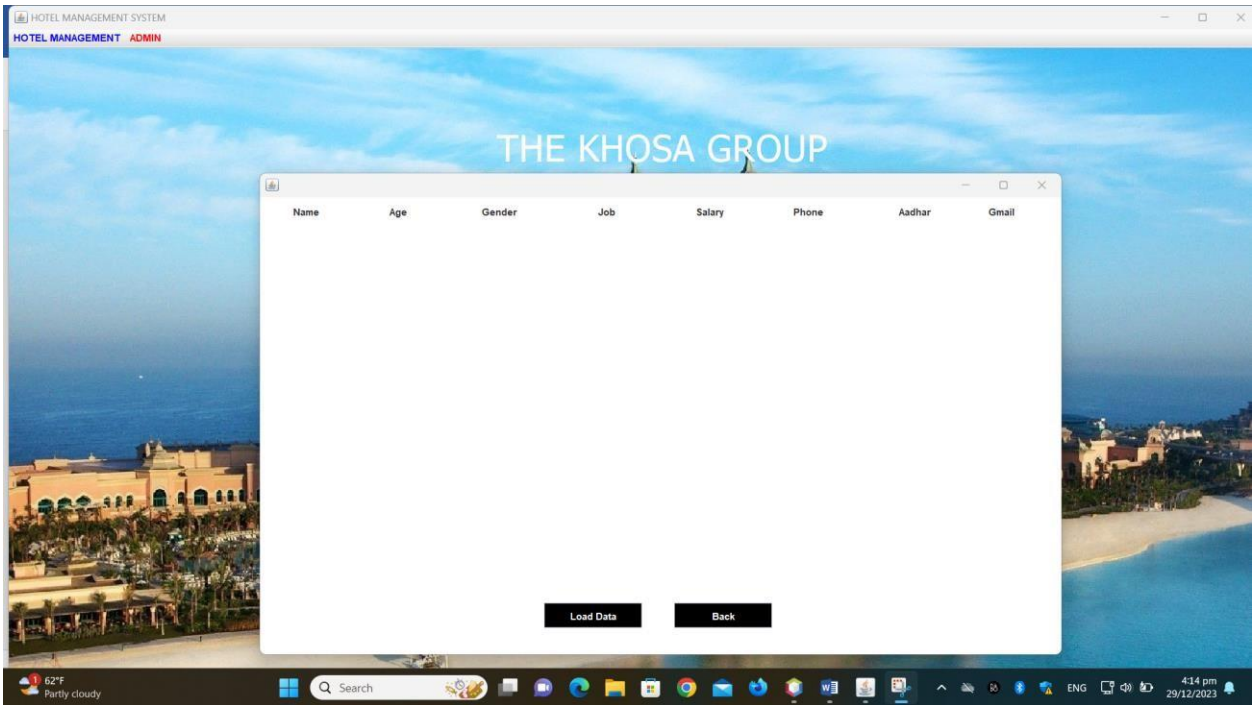 HOTEL MANAGEMENT SYSTEM
HOTEL MANAGEMENT ADMIN
THE KHOSA GROUP
Name Age Gender Job Salary Phone Aadhar Gmail
Load Data Back
1 62°F
Partly cloudy
Search
ENG
4:14 pm
29/12/2023